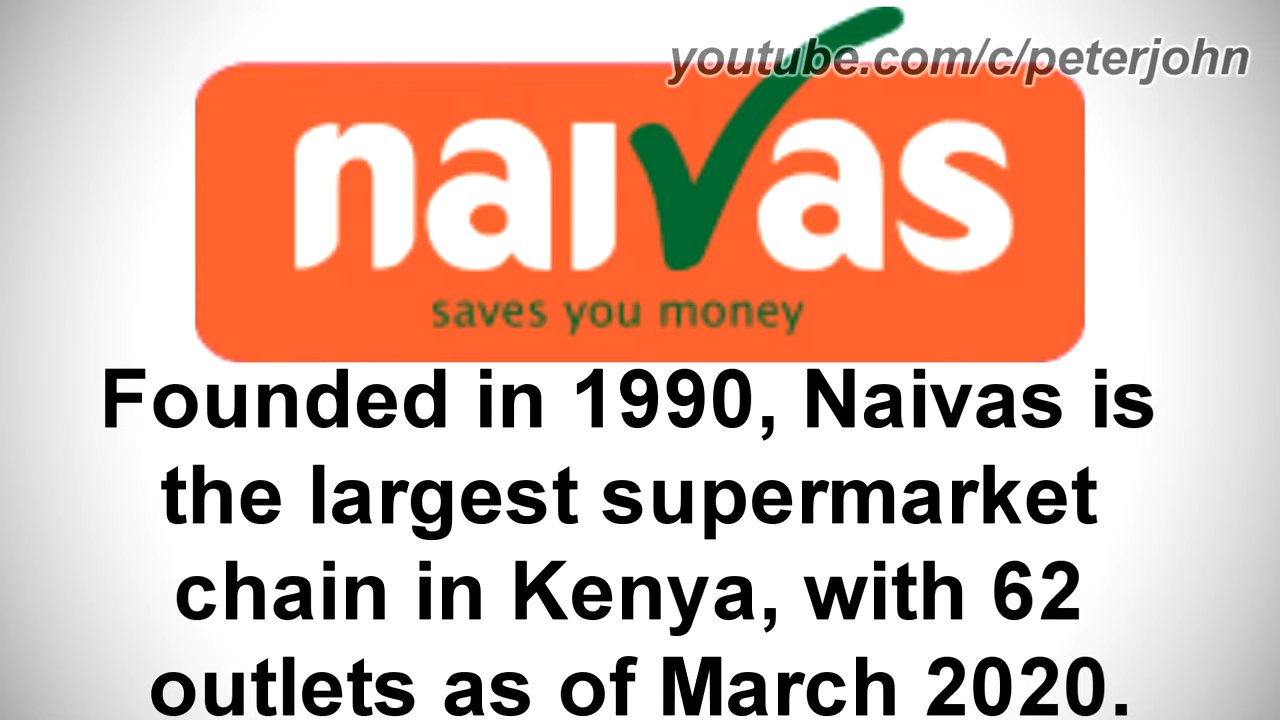 youtube.com/c/peterjohn
naivas
saves you money
Founded in 1990, Naivas is
the largest supermarket
chain in Kenya, with 62
outlets as of March 2020.